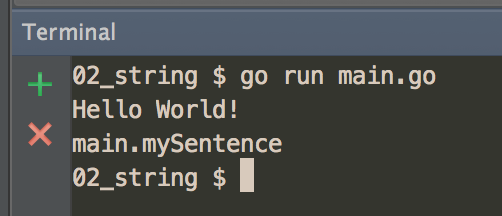 Terminal
02_string $ go run main.go
Hello World!
main.mySentence
02_string $